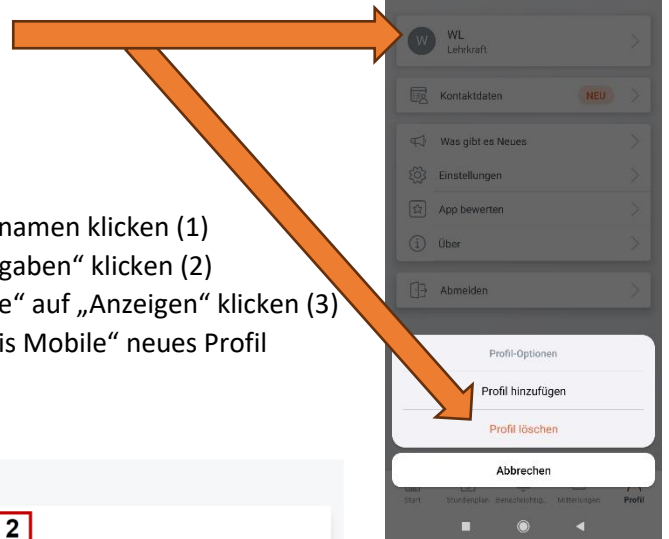 W
WL
Lehrkraft
Kontaktdaten NEU
Was gibt es Neues
Einstellungen
App bewerten
Über
Abmelden
namen klicken (1)
gaben“ klicken (2)
e“ auf „Anzeigen“ klicken (3)
is Mobile“ neues Profil
Profil-Optionen
Profil hinzufügen
Profil löschen
Abbrechen
Start Stundenplan Mitteilungen Profil
2